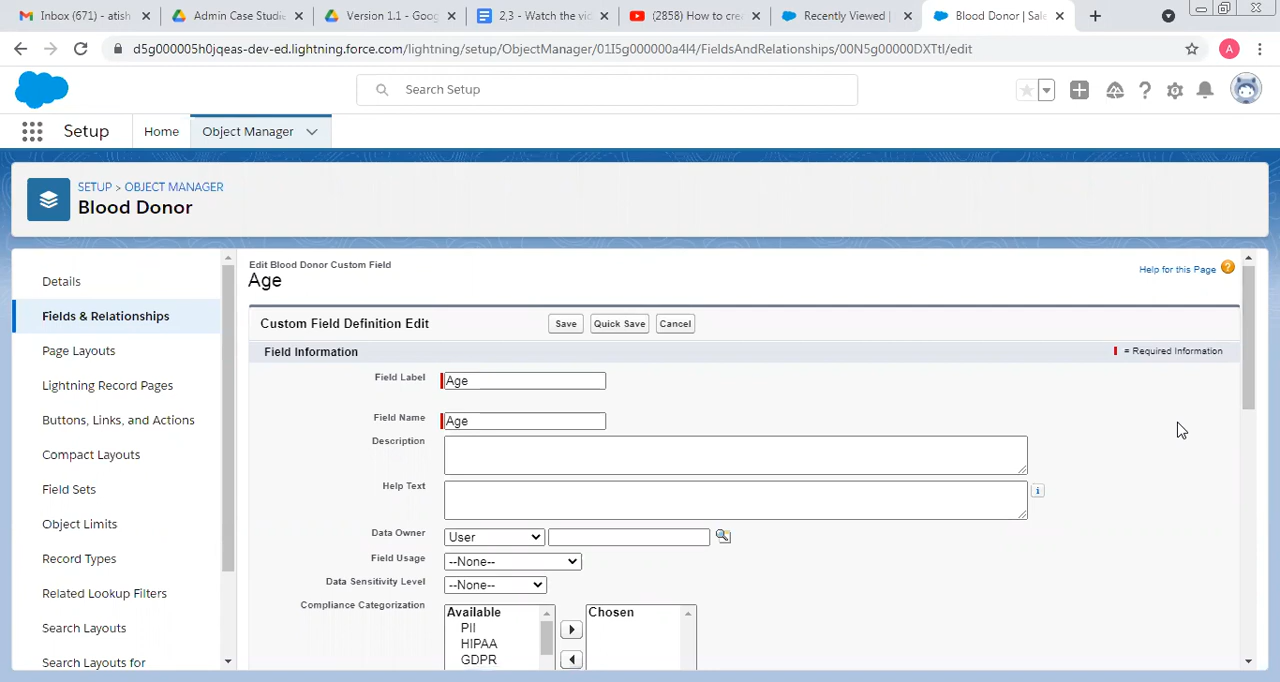 Inbox (671) - atish
Admin Case Studi
Version 1.1 - Goog
2,3 - Watch the vid
(2858) How to cre
Recently Viewed |
Blood Donor | Sale
d5g000005h0jqeas-dev-ed.lightning.force.com/lightning/setup/ObjectManager/01I5g000000a4l4/FieldsAndRelationships/00N5g00000DXTtl/edit
A
Search Setup
Setup
Home
Object Manager
SETUP > OBJECT MANAGER
Blood Donor
Details
Fields & Relationships
Page Layouts
Lightning Record Pages
Buttons, Links, and Actions
Compact Layouts
Field Sets
Object Limits
Record Types
Related Lookup Filters
Search Layouts
Search Layouts for
Edit Blood Donor Custom Field
Age
Help for this Page
Custom Field Definition Edit
Save
Quick Save
Cancel
Field Information
= Required Information
Field Label
Age
Field Name
Age
Description
Help Text
i
Data Owner
User
Field Usage
--None--
Data Sensitivity Level
--None--
Compliance Categorization
Available
PII
HIPAA
GDPR
Chosen